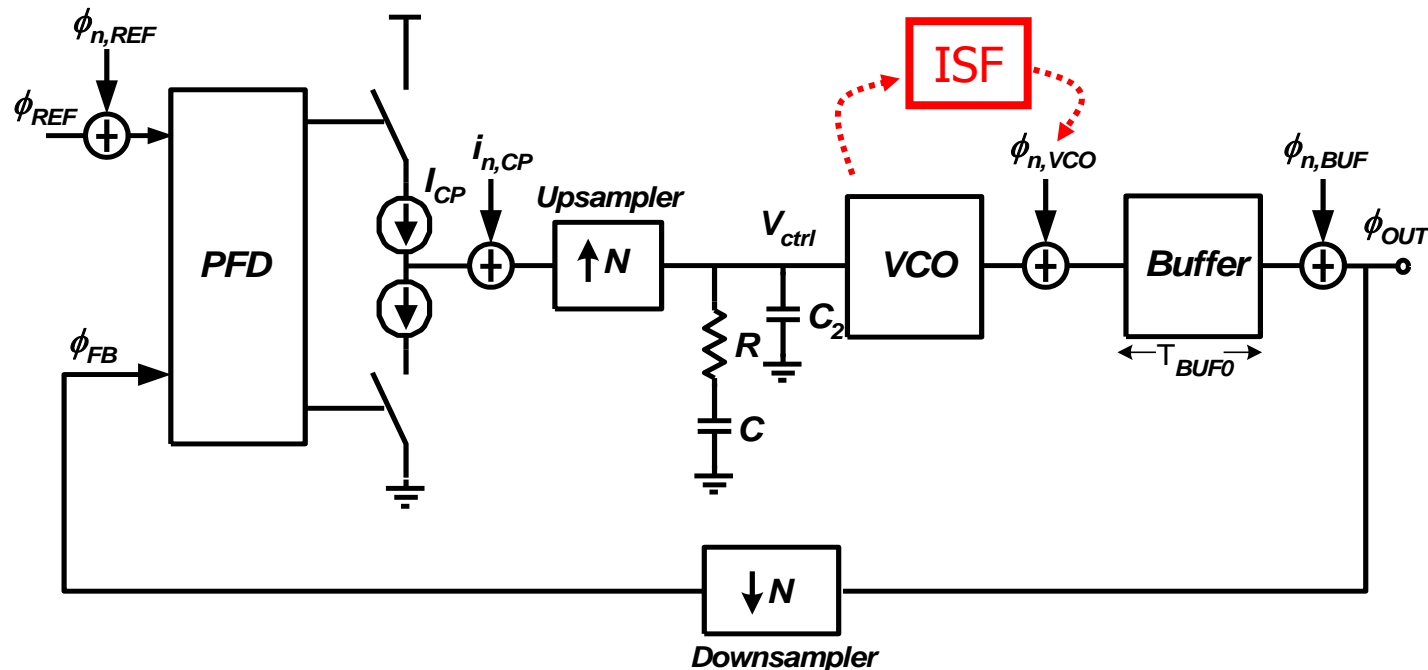 ϕn,REF
ϕREF
PFD
ICP
in,CP
Upsampler
↑N
Vctrl
ISF
VCO
ϕn,VCO
Buffer
ϕn,BUF
ϕOUT
R
C2
C
TBUF0
ϕFB
↓N
Downsampler